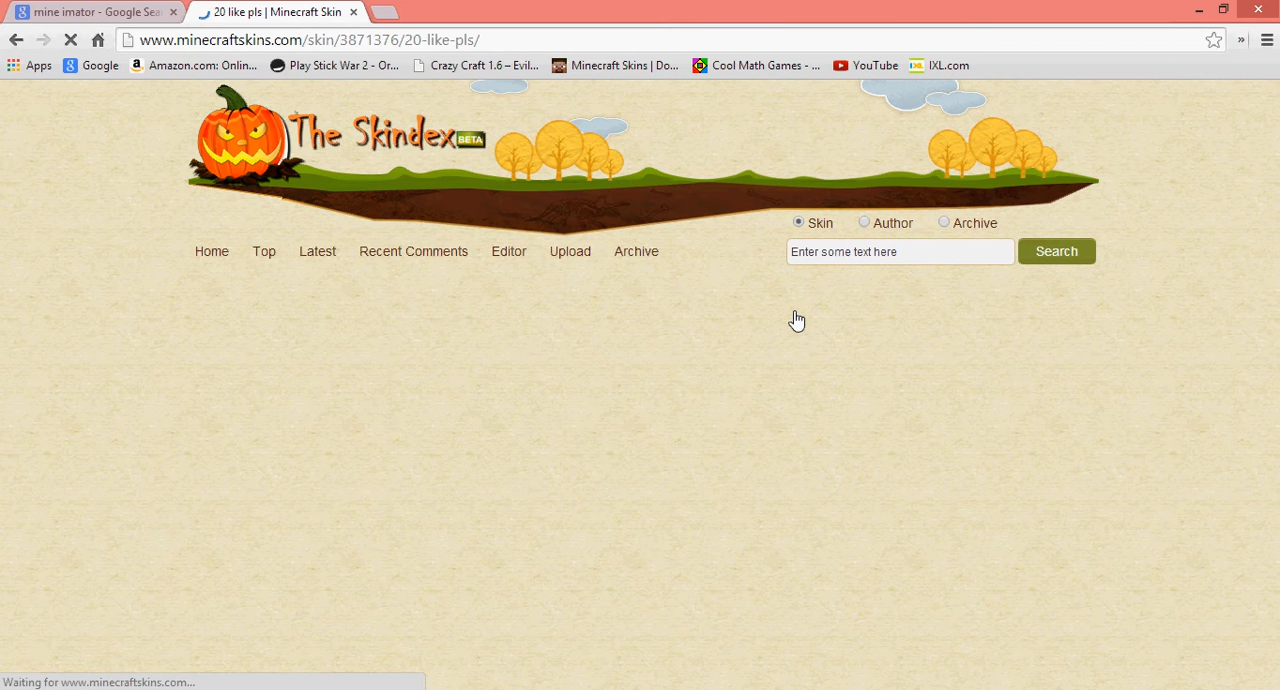 mine imator - Google Sea
20 like pls | Minecraft Skin
www.minecraftskins.com/skin/3871376/20-like-pls/
Apps
Google
Amazon.com: Onlin...
Play Stick War 2 - Or...
Crazy Craft 1.6 – Evil...
Minecraft Skins | Do...
Cool Math Games - ...
YouTube
IXL.com
The Skindex BETA
Skin Author Archive
Home Top Latest Recent Comments Editor Upload Archive
Enter some text here
Search
Waiting for www.minecraftskins.com...